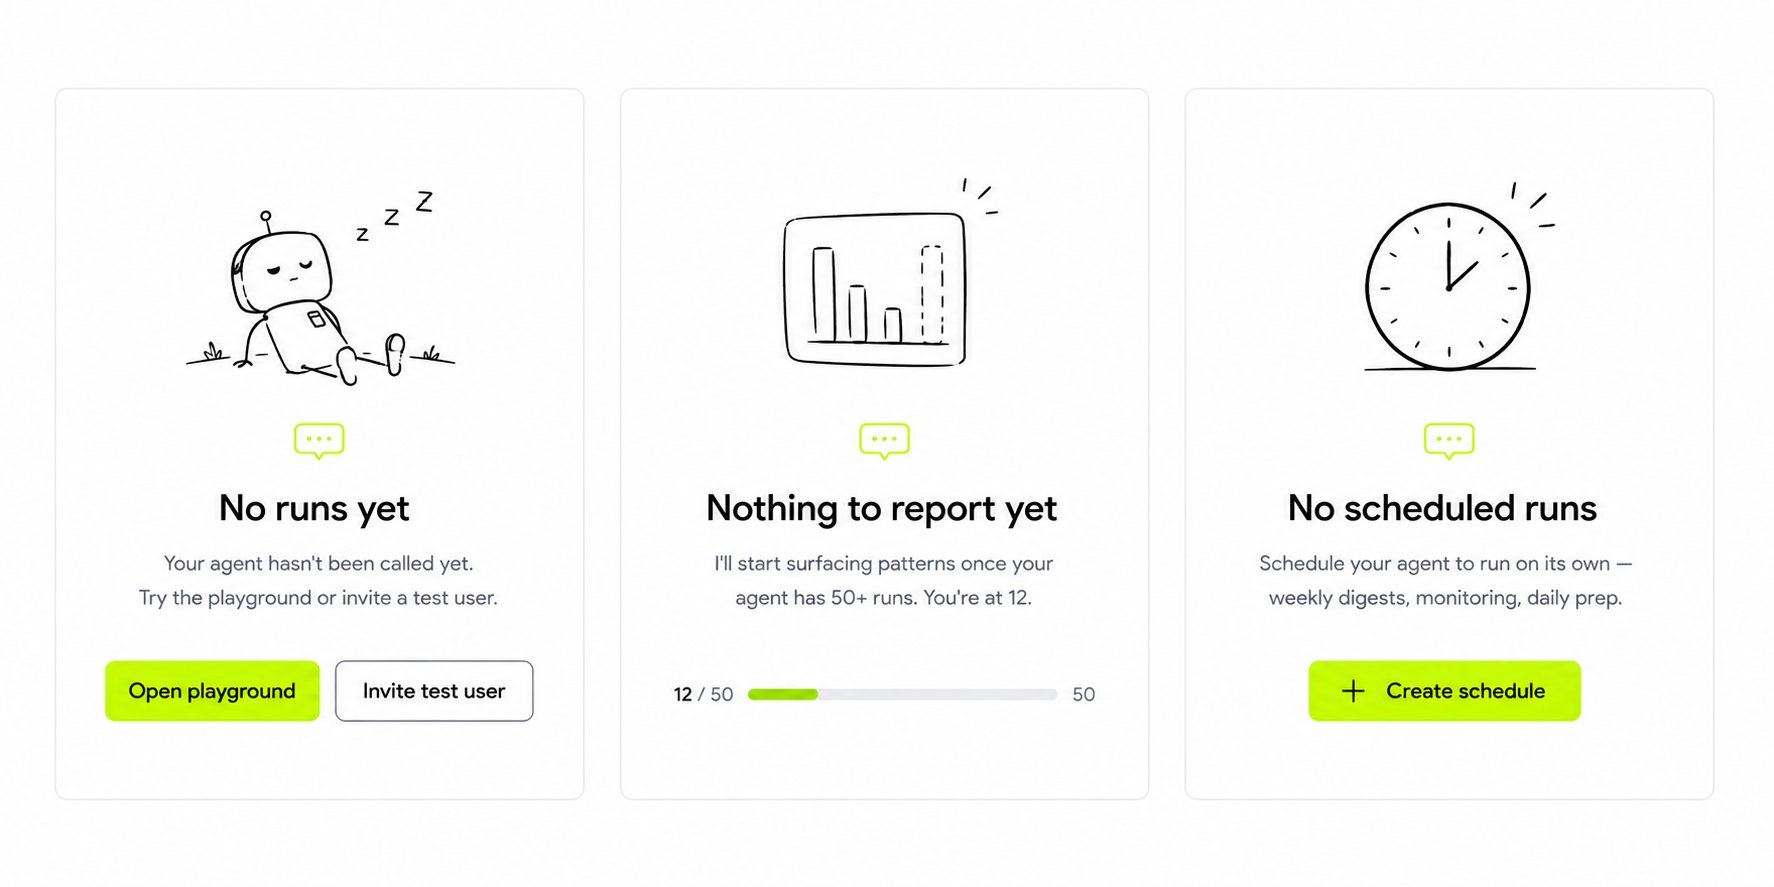 z z Z
No runs yet
Your agent hasn't been called yet.
Try the playground or invite a test user.
Open playground
Invite test user
Nothing to report yet
I'll start surfacing patterns once your
agent has 50+ runs. You're at 12.
12 / 50
50
No scheduled runs
Schedule your agent to run on its own —
weekly digests, monitoring, daily prep.
+ Create schedule